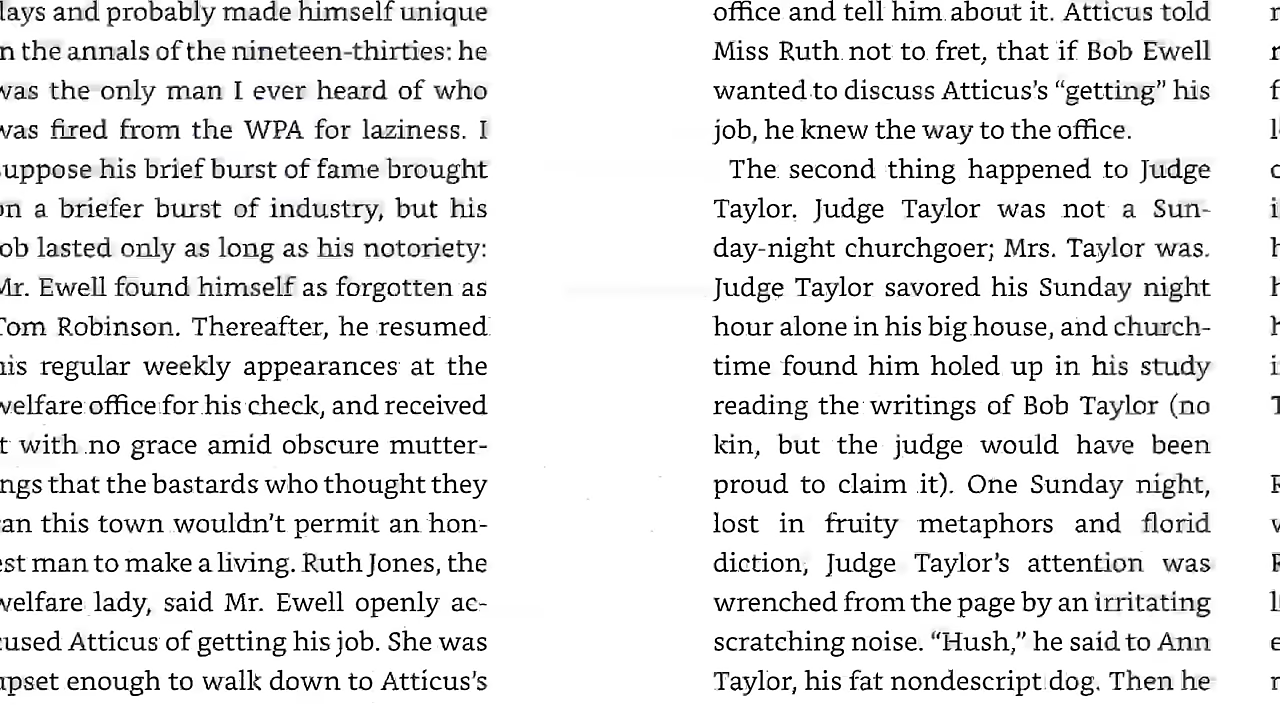 lays and probably made himself unique
n the annals of the nineteen-thirties: he
was the only man I ever heard of who
was fired from the WPA for laziness. I
uppose his brief burst of fame brought
on a briefer burst of industry, but his
ob lasted only as long as his notoriety:
Mr. Ewell found himself as forgotten as
Tom Robinson. Thereafter, he resumed
his regular weekly appearances at the
welfare office for his check, and received
t with no grace amid obscure mutter-
ngs that the bastards who thought they
an this town wouldn't permit an hon-
est man to make a living. Ruth Jones, the
welfare lady, said Mr. Ewell openly ac-
cused Atticus of getting his job. She was
upset enough to walk down to Atticus's
office and tell him about it. Atticus told
Miss Ruth not to fret, that if Bob Ewell
wanted to discuss Atticus's “getting” his
job, he knew the way to the office.
The second thing happened to Judge
Taylor. Judge Taylor was not a Sun-
day-night churchgoer; Mrs. Taylor was.
Judge Taylor savored his Sunday night
hour alone in his big house, and church-
time found him holed up in his study
reading the writings of Bob Taylor (no
kin, but the judge would have been
proud to claim it). One Sunday night,
lost in fruity metaphors and florid
diction, Judge Taylor's attention was
wrenched from the page by an irritating
scratching noise. “Hush,” he said to Ann
Taylor, his fat nondescript dog. Then he